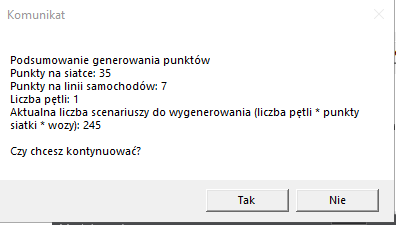 Komunikat
Podsumowanie generowania punktów
Punkty na siatce: 35
Punkty na linii samochodów: 7
Liczba pętli: 1
Aktualna liczba scenariuszy do wygenerowania (liczba pętli * punkty
siatki * wozy): 245
Czy chcesz kontynuować?
Tak
Nie